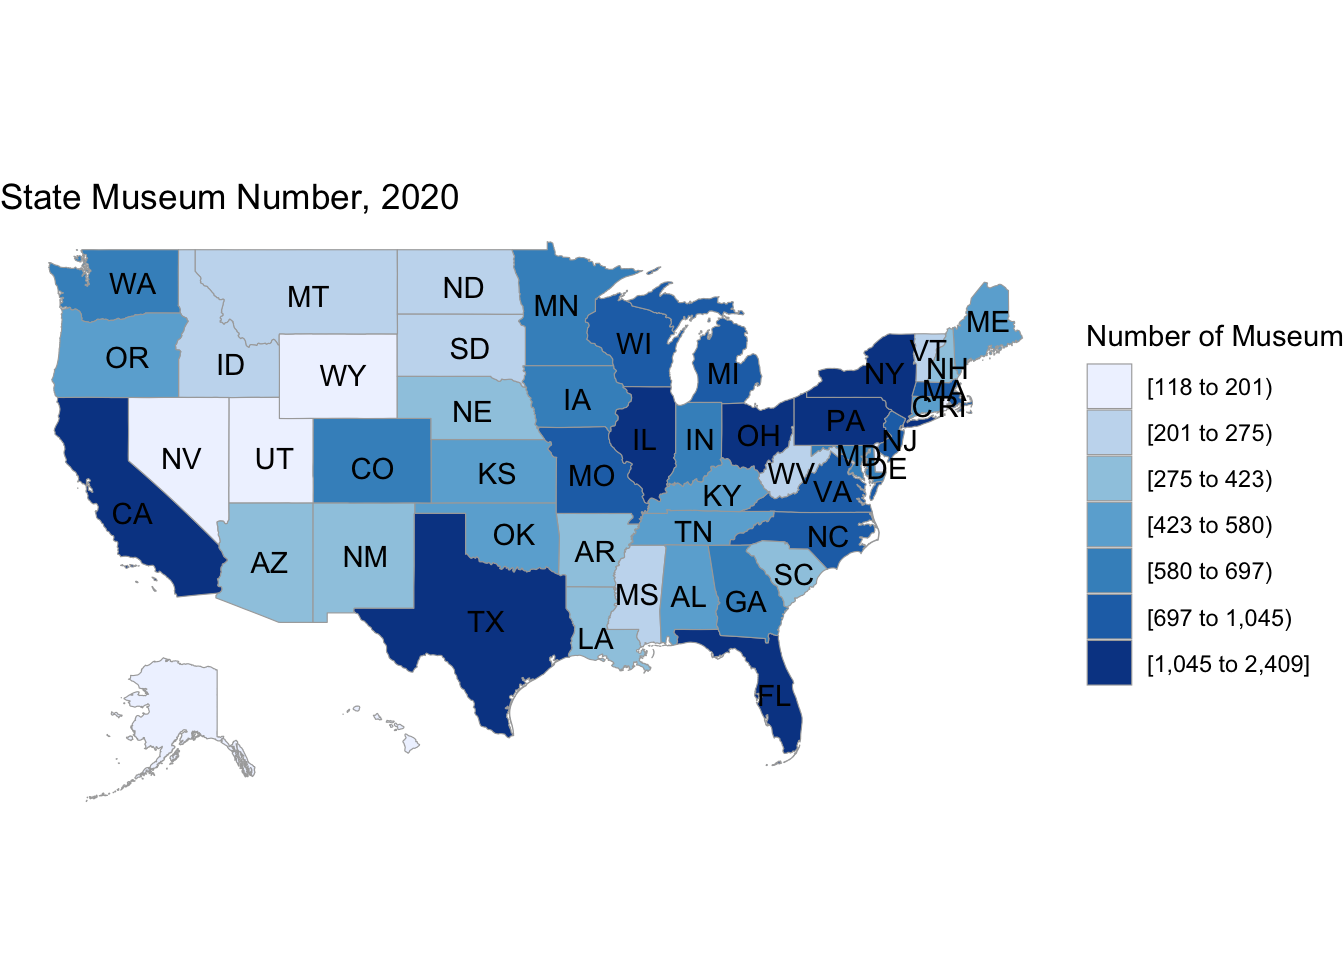 State Museum Number, 2020
WA
MT
ND
MN
ME
OR
ID
SD
WI
VT
WY
MI
NY
NH
MA
NE
IA
CT
RI
NV
UT
CO
KS
MO
IL
IN
OH
PA
NJ
MD
DE
WV
VA
KY
CA
AZ
NM
OK
AR
TN
NC
SC
TX
LA
MS
AL
GA
FL
Number of Museum
[118 to 201)
[201 to 275)
[275 to 423)
[423 to 580)
[580 to 697)
[697 to 1,045)
[1,045 to 2,409]